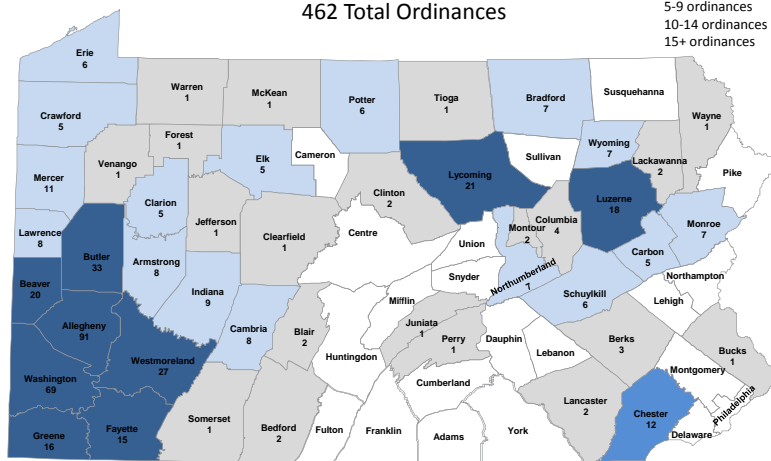 462 Total Ordinances
5-9 ordinances
10-14 ordinances
15+ ordinances
Erie
6
Crawford
5
Warren
1
McKean
1
Potter
6
Tioga
1
Bradford
7
Susquehanna
Wayne
1
Forest
1
Venango
1
Mercer
11
Elk
5
Cameron
Clarion
5
Jefferson
1
Clearfield
1
Clinton
2
Lycoming
21
Sullivan
Wyoming
7
Lackawanna
2
Pike
Luzerne
18
Monroe
7
Carbon
5
Columbia
4
Montour
2
Northumberland
7
Union
Snyder
Centre
Lawrence
8
Butler
33
Armstrong
8
Indiana
9
Beaver
20
Allegheny
91
Westmoreland
27
Cambria
8
Blair
2
Huntingdon
Mifflin
Juniata
1
Perry
1
Dauphin
Lebanon
Schuylkill
6
Northampton
Lehigh
Berks
3
Bucks
1
Montgomery
Philadelphia
Washington
69
Greene
16
Fayette
15
Somerset
1
Bedford
2
Fulton
Franklin
Cumberland
Adams
York
Lancaster
2
Chester
12
Delaware